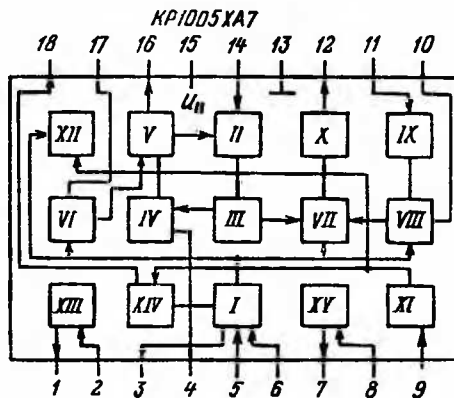 КР1005ХА7
18 17 16 15 14 13 12 11 10
Uп
XII V II X IX
VI IV III VII VIII
XIII XIV I XV XI
1 2 3 4 5 6 7 8 9